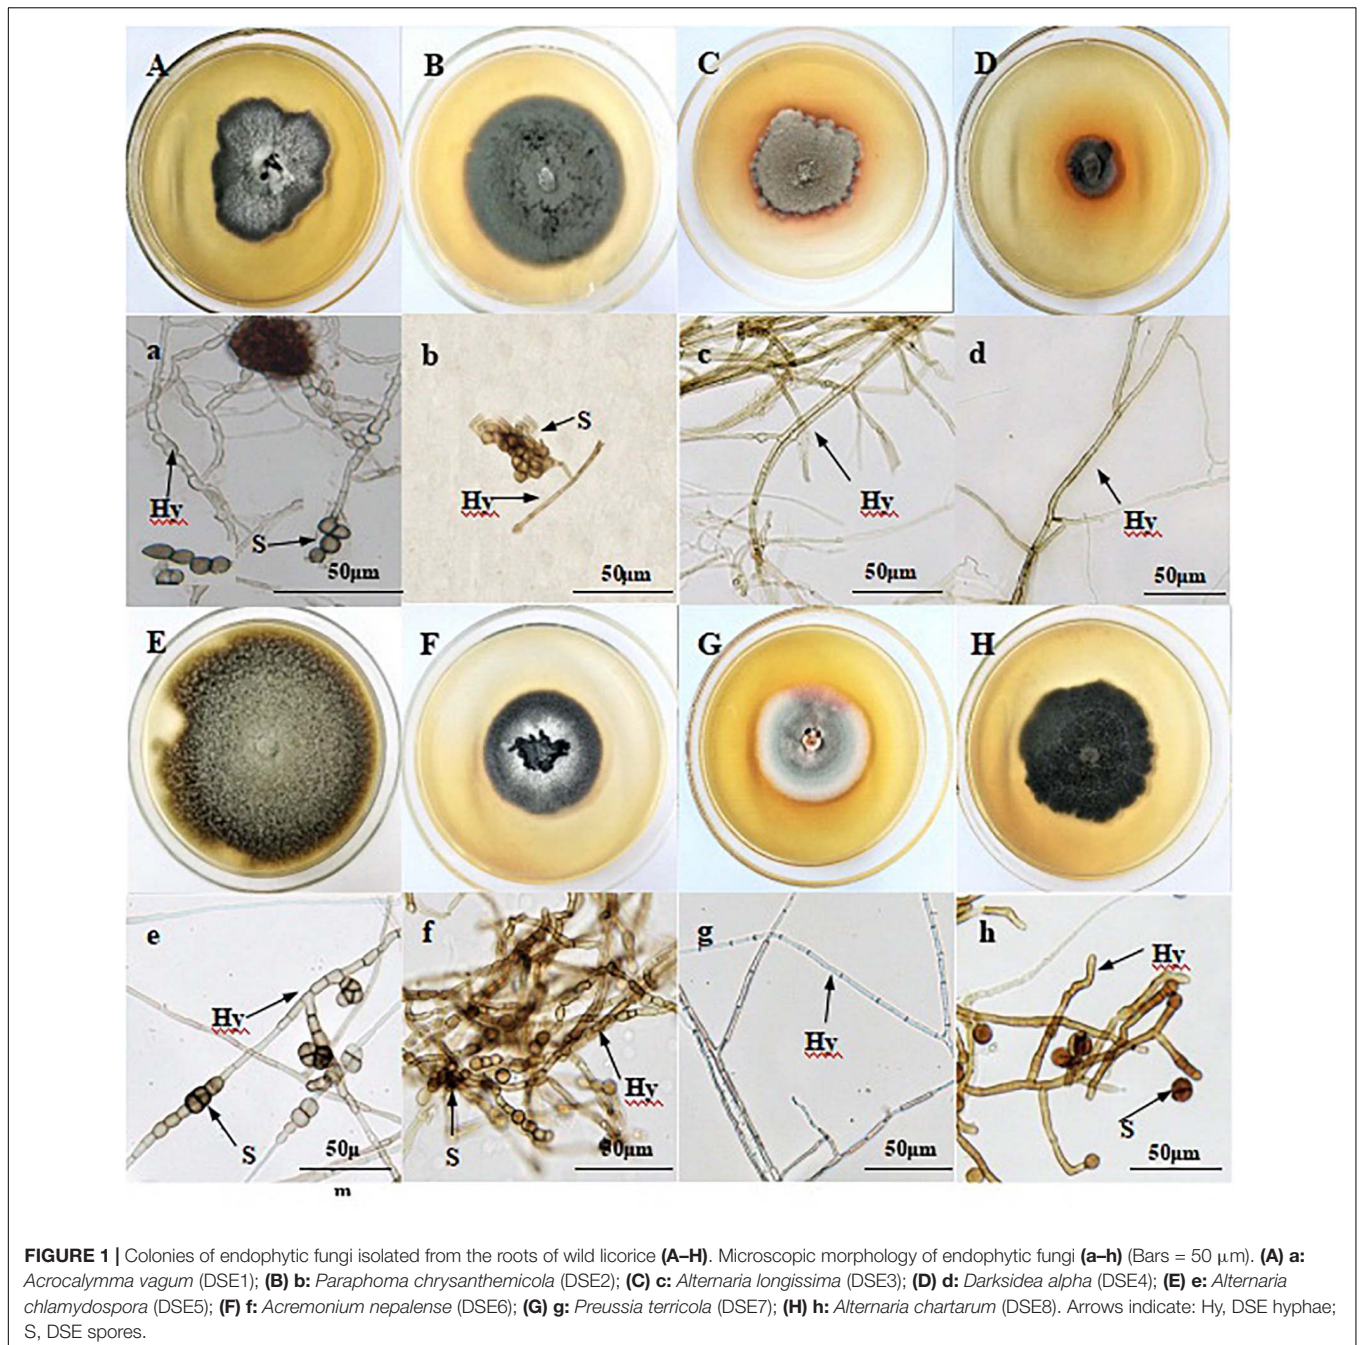 A
B
C
D
a
Hy
S
50μm
b
S
Hy
50μm
c
Hy
50μm
d
Hy
50μm
E
F
G
H
e
Hy
S
50μ
m
f
Hy
S
50μm
g
Hy
50μm
h
Hy
S
50μm
FIGURE 1 | Colonies of endophytic fungi isolated from the roots of wild licorice (A–H). Microscopic morphology of endophytic fungi (a–h) (Bars = 50 μm). (A) a:
Acrocalymma vagum (DSE1); (B) b: Paraphoma chrysanthemicola (DSE2); (C) c: Alternaria longissima (DSE3); (D) d: Darksidea alpha (DSE4); (E) e: Alternaria
chlamydospora (DSE5); (F) f: Acremonium nepalense (DSE6); (G) g: Preussia terricola (DSE7); (H) h: Alternaria chartarum (DSE8). Arrows indicate: Hy, DSE hyphae;
S, DSE spores.